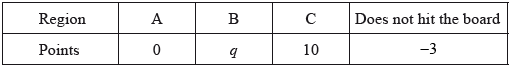 Region A B C Does not hit the board
Points 0 q 10 −3